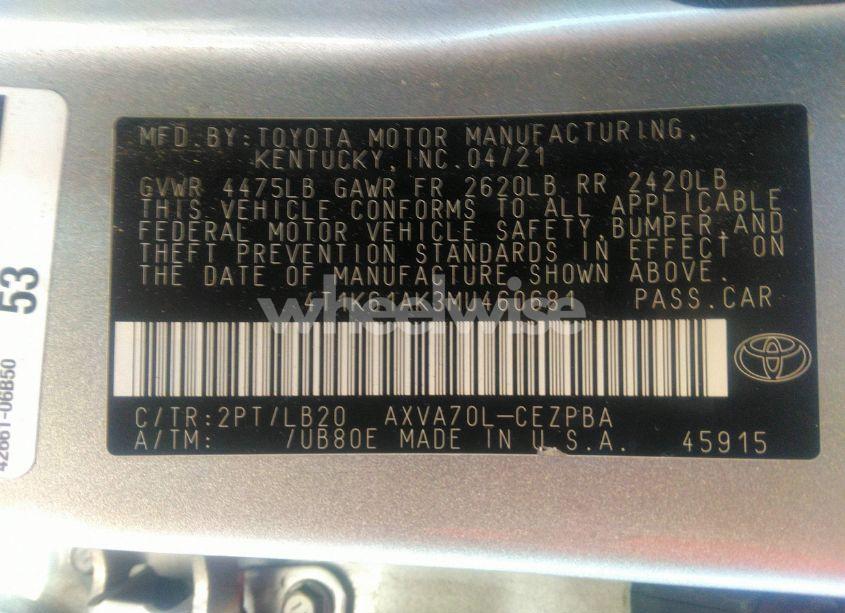 MFD. BY: TOYOTA MOTOR MANUFACTURING,
KENTUCKY, INC. 04/21
GVWR 4475LB GAWR FR 2620LB RR 2420LB
THIS VEHICLE CONFORMS TO ALL APPLICABLE
FEDERAL MOTOR VEHICLE SAFETY, BUMPER, AND
THEFT PREVENTION STANDARDS IN EFFECT ON
THE DATE OF MANUFACTURE SHOWN ABOVE.
4T1K61AK3MU460681 PASS. CAR
wheelwise
C/TR: 2PT/LB20 AXVA70L-CEZPBA
A/TM: /UB80E MADE IN U.S.A. 45915
53
42661-06B50